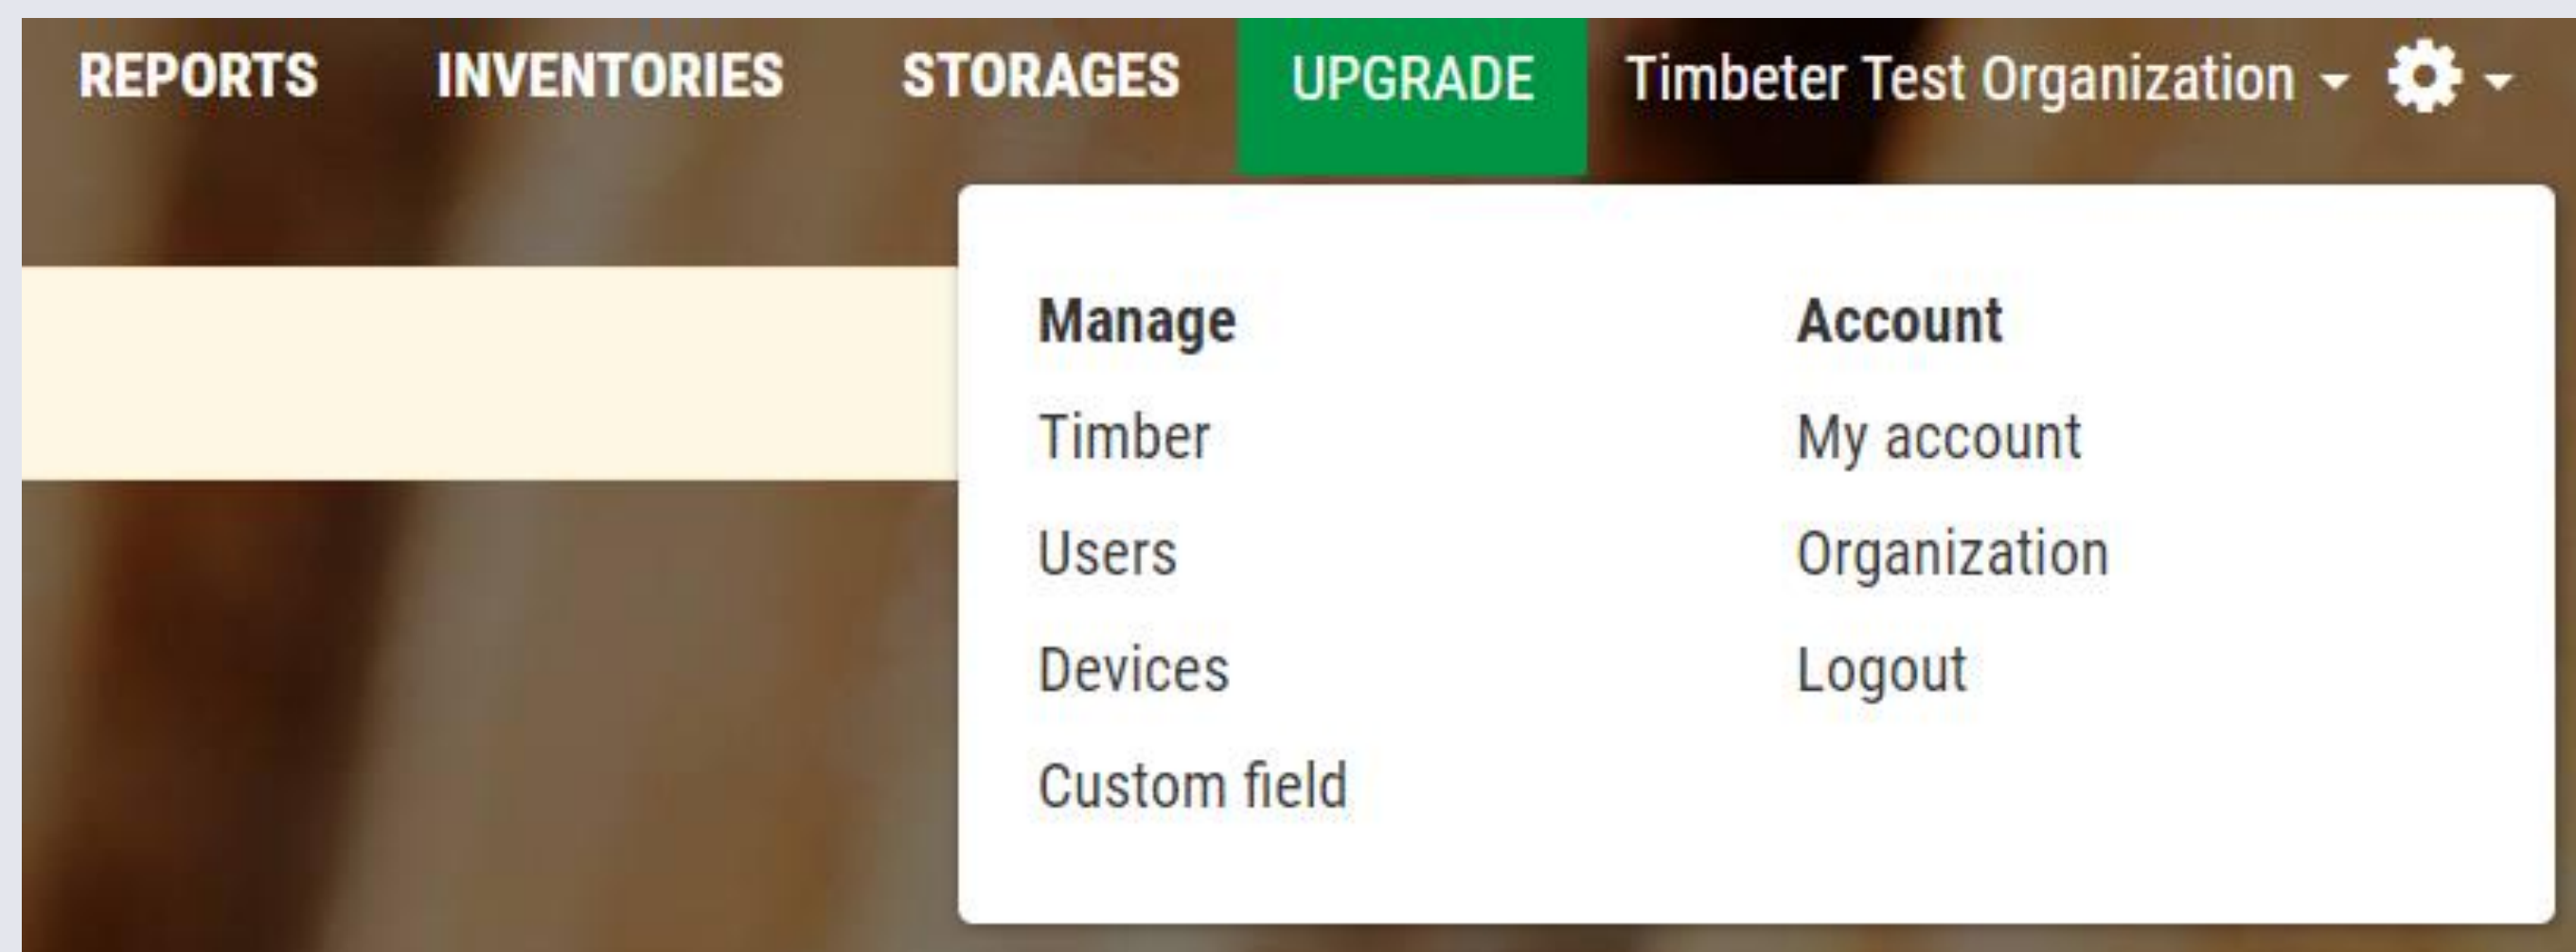 REPORTS INVENTORIES STORAGES UPGRADE Timbeter Test Organization
Manage
Timber
Users
Devices
Custom field
Account
My account
Organization
Logout